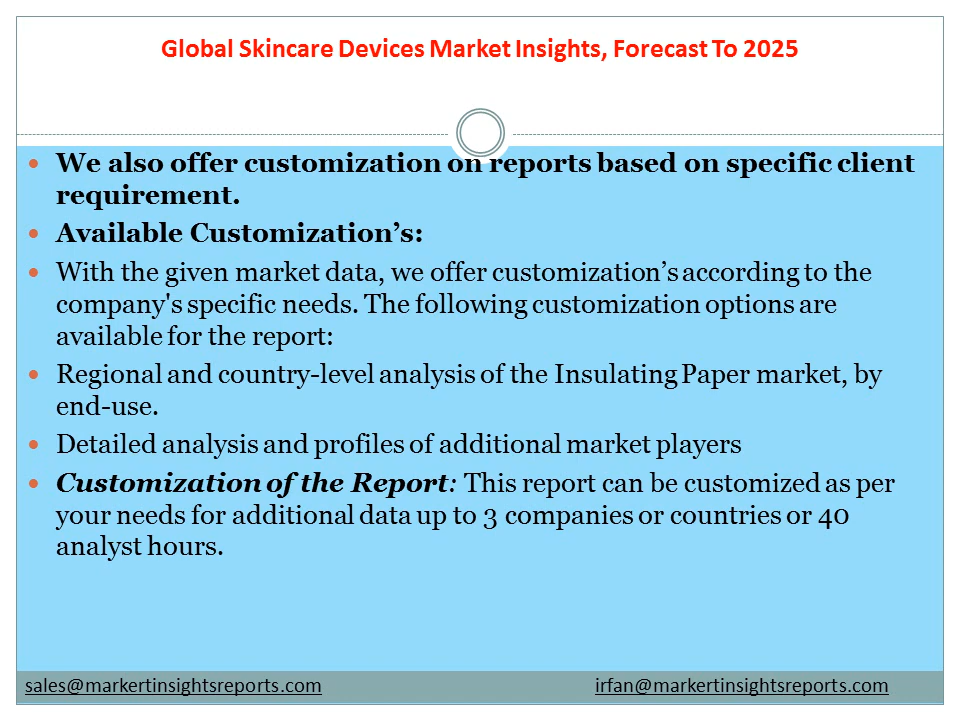 Global Skincare Devices Market Insights, Forecast To 2025
We also offer customization on reports based on specific client
requirement.
Available Customization’s:
With the given market data, we offer customization’s according to the
company's specific needs. The following customization options are
available for the report:
Regional and country-level analysis of the Insulating Paper market, by
end-use.
Detailed analysis and profiles of additional market players
Customization of the Report: This report can be customized as per
your needs for additional data up to 3 companies or countries or 40
analyst hours.
sales@markertinsightsreports.com
irfan@markertinsightsreports.com